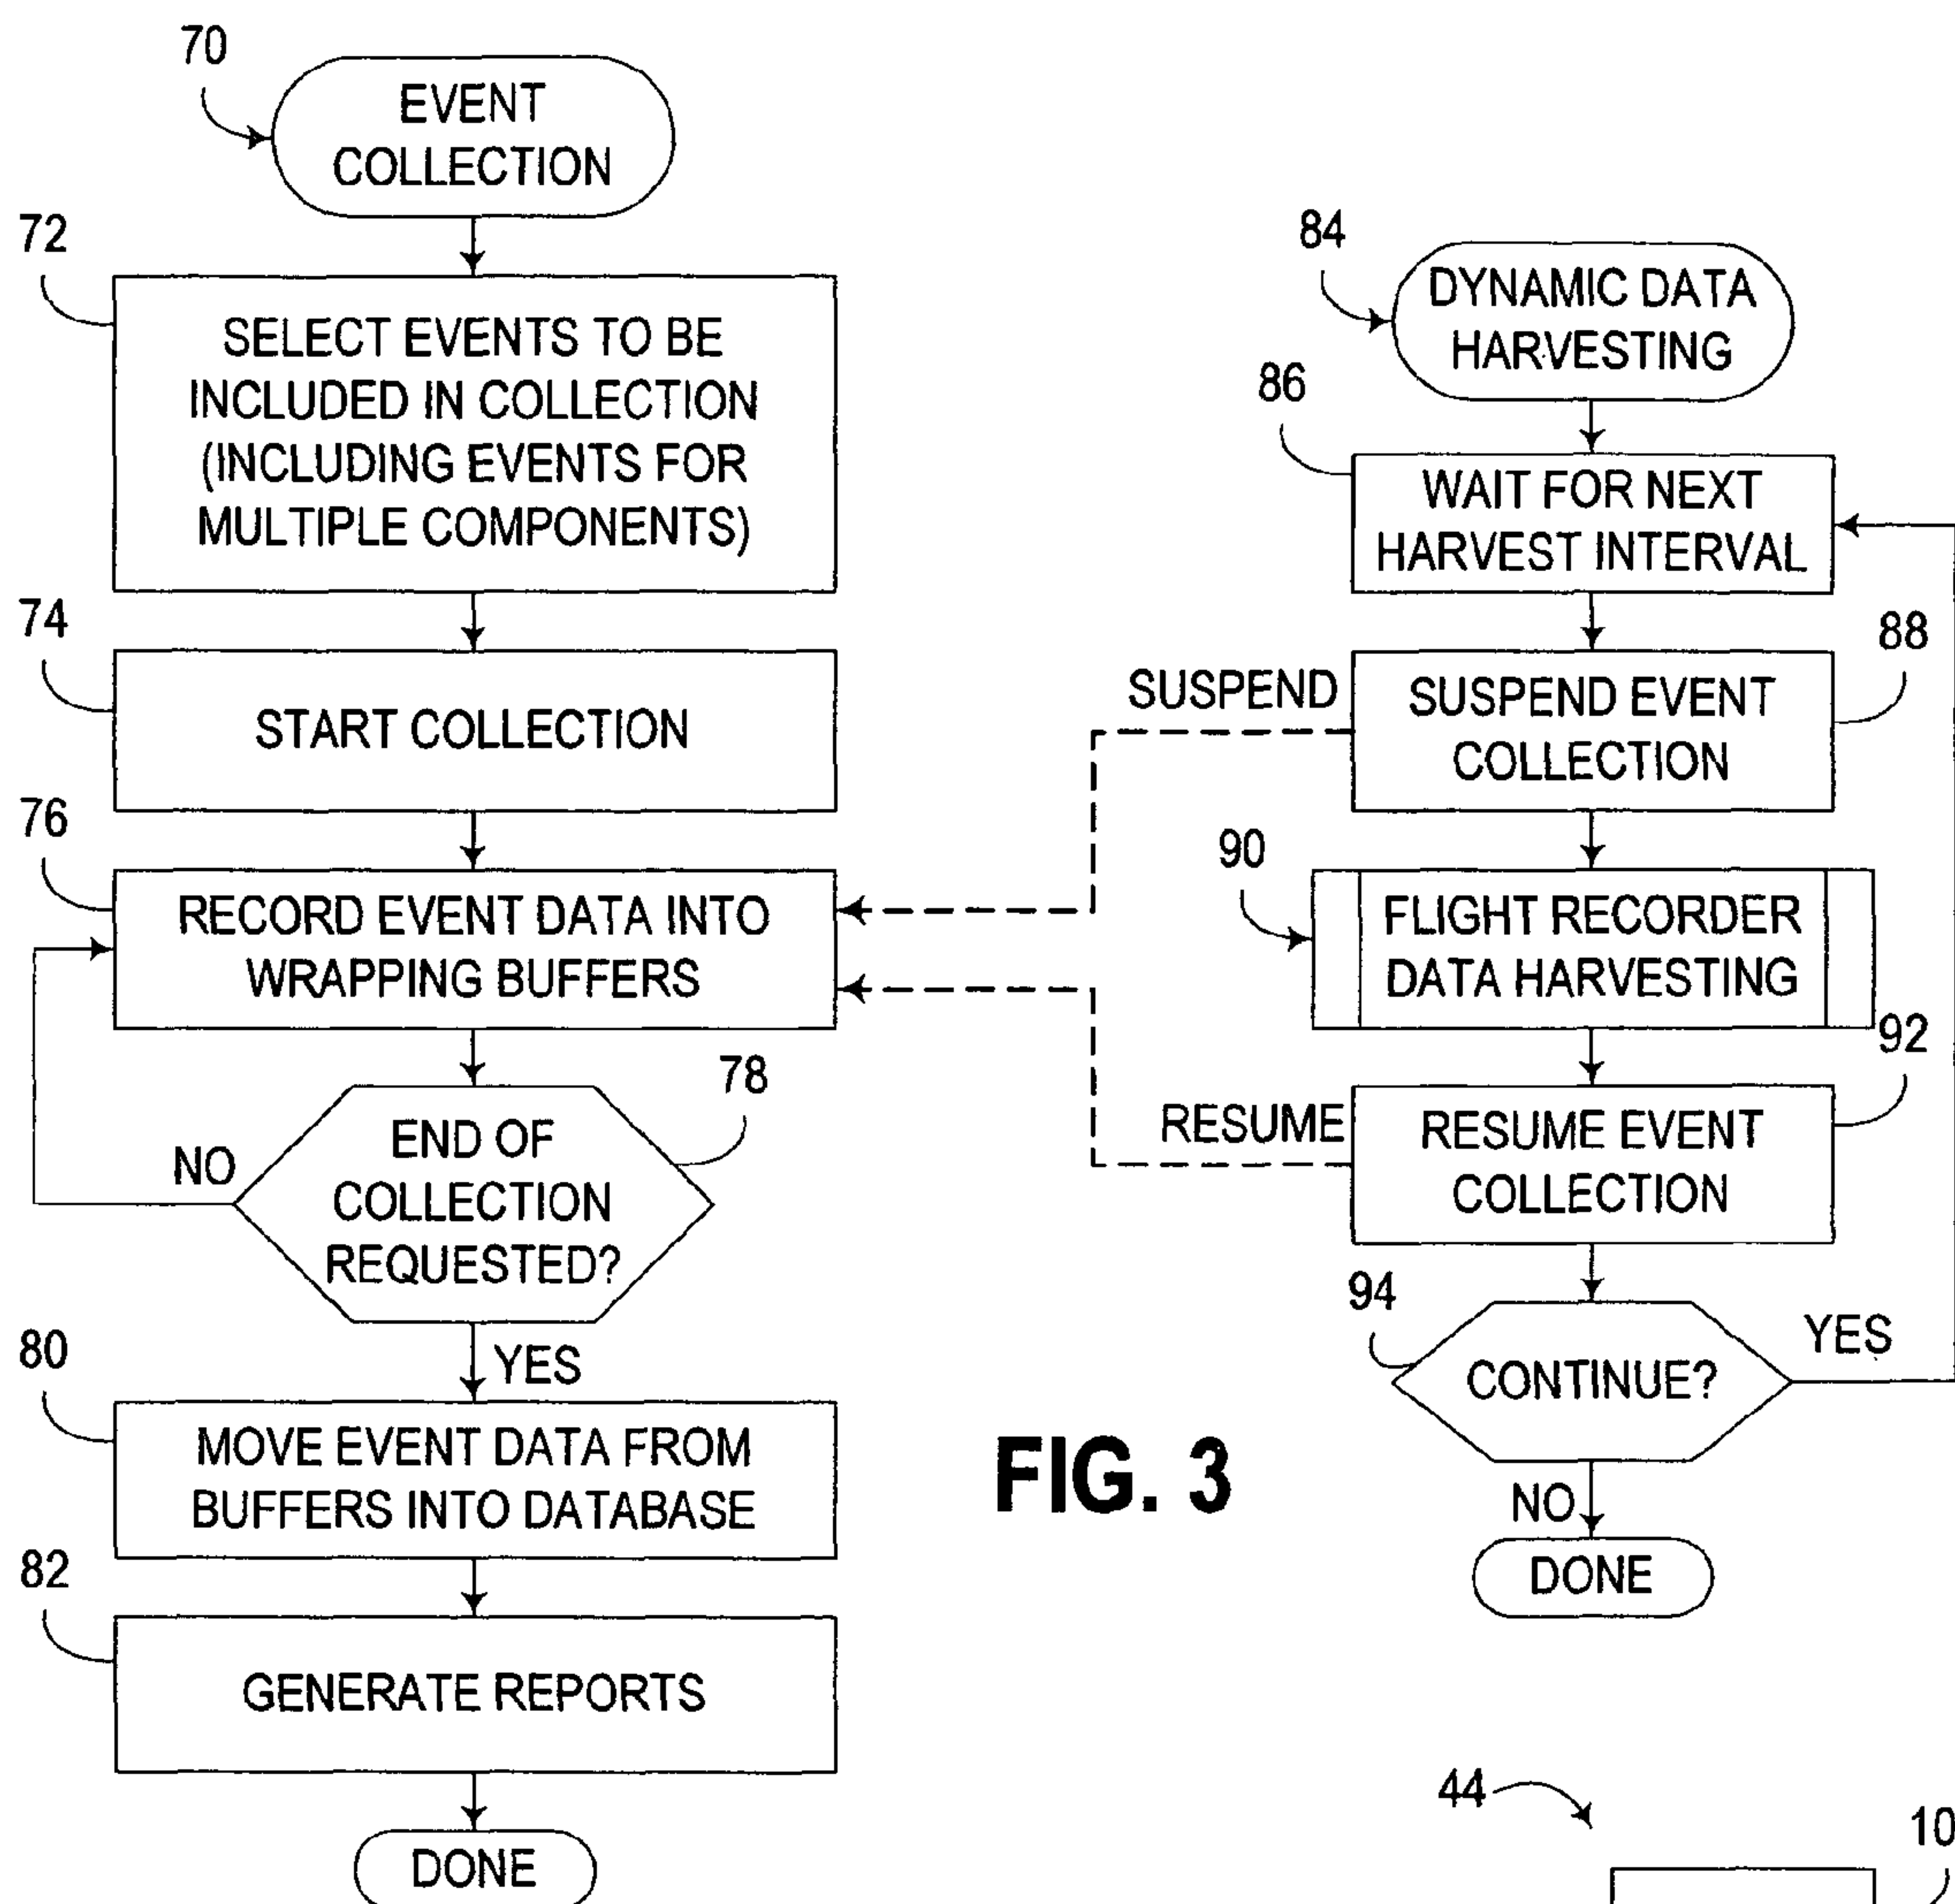 70
EVENT
COLLECTION
72
SELECT EVENTS TO BE
INCLUDED IN COLLECTION
(INCLUDING EVENTS FOR
MULTIPLE COMPONENTS)
74
START COLLECTION
76
RECORD EVENT DATA INTO
WRAPPING BUFFERS
78
END OF
COLLECTION
REQUESTED?
NO
YES
80
MOVE EVENT DATA FROM
BUFFERS INTO DATABASE
82
GENERATE REPORTS
DONE
84
DYNAMIC DATA
HARVESTING
86
WAIT FOR NEXT
HARVEST INTERVAL
88
SUSPEND
SUSPEND EVENT
COLLECTION
90
FLIGHT RECORDER
DATA HARVESTING
92
RESUME
RESUME EVENT
COLLECTION
94
CONTINUE?
YES
NO
DONE
FIG. 3
44
10